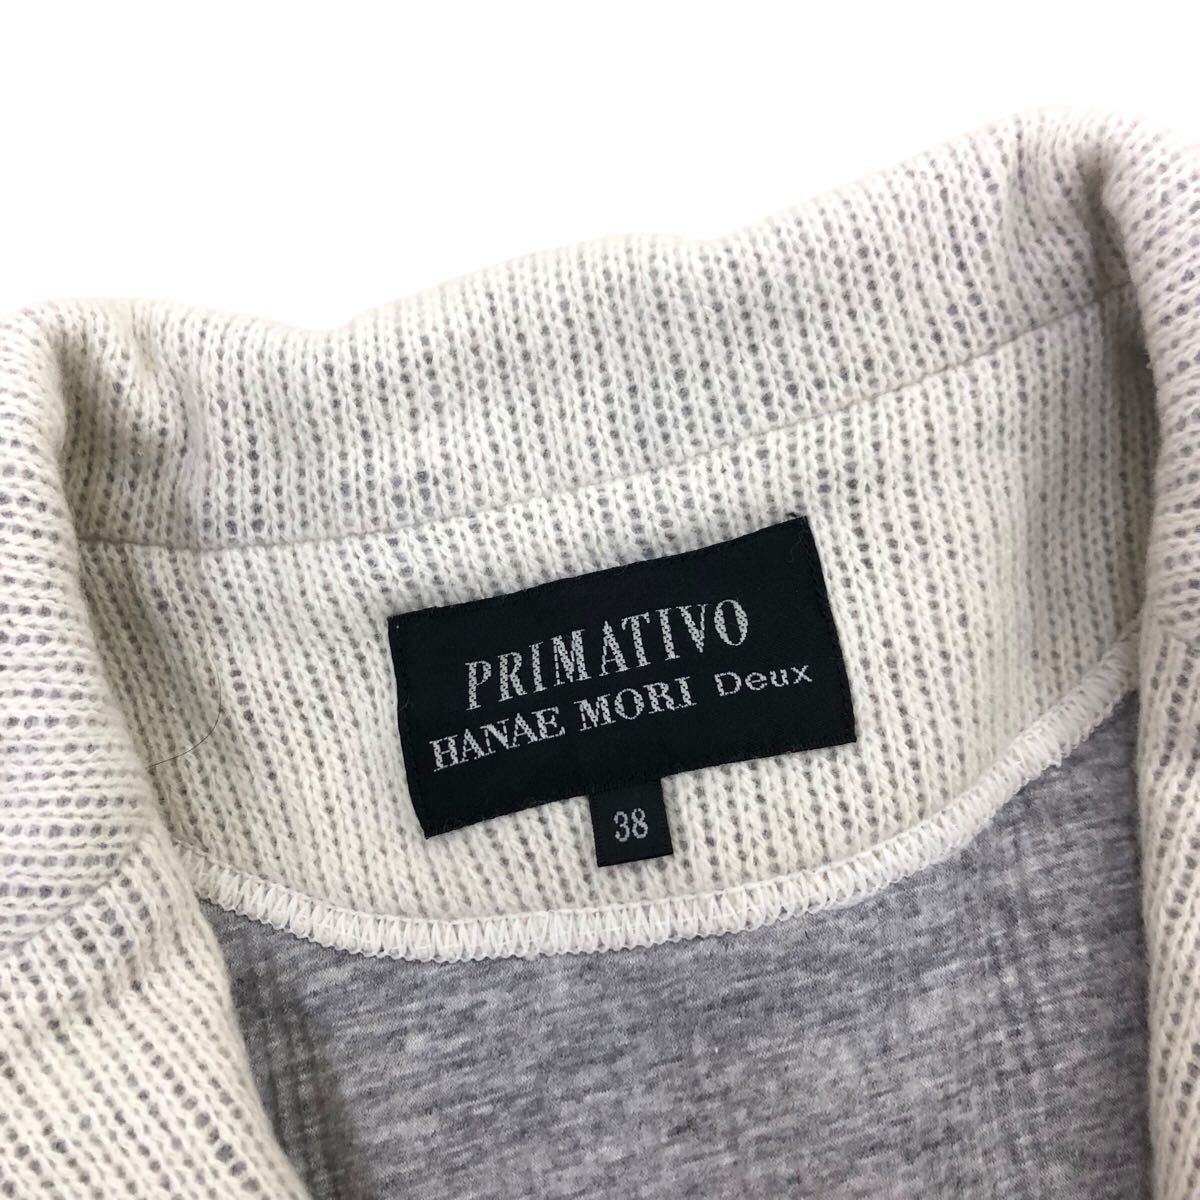 PRIMATIVO
HANAE MORI Deux
38